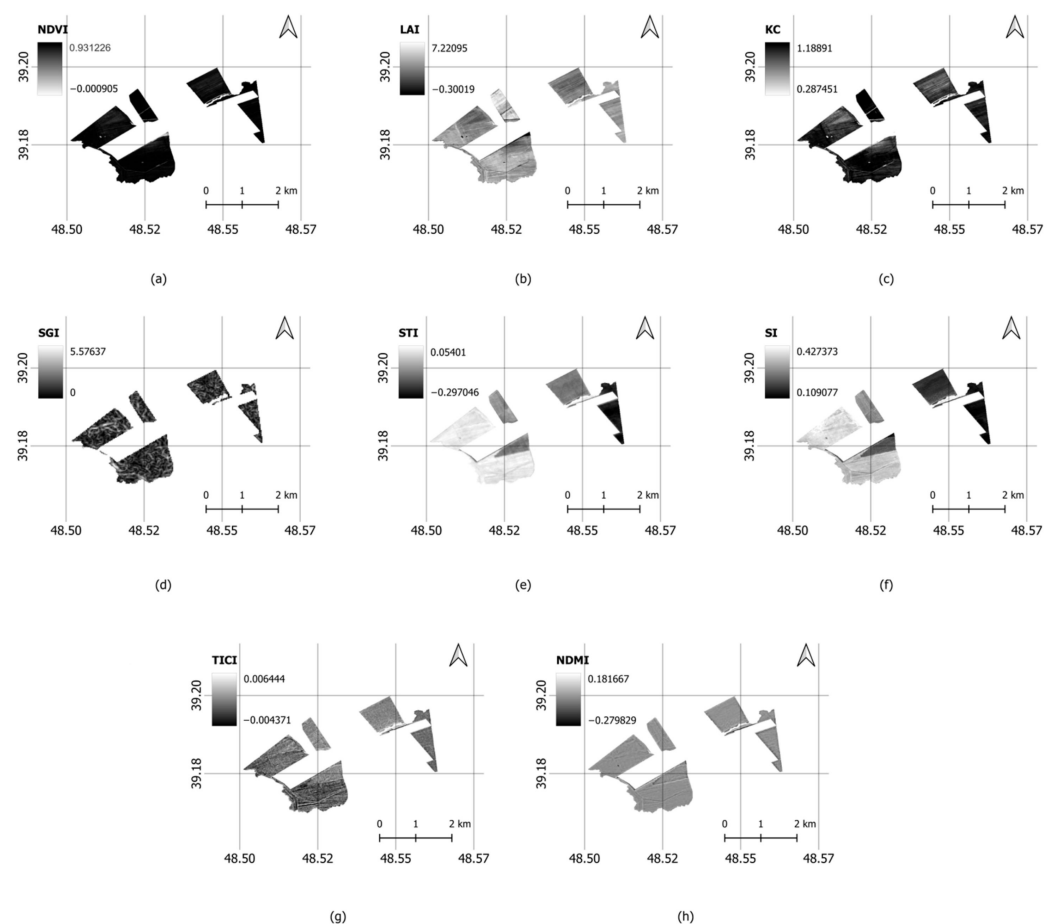 NDVI
0.931226
−0.000905
39.20
39.18
0 1 2 km
48.50 48.52 48.55 48.57
(a)
LAI
7.22095
−0.30019
39.20
39.18
0 1 2 km
48.50 48.52 48.55 48.57
(b)
KC
1.18891
0.287451
39.20
39.18
0 1 2 km
48.50 48.52 48.55 48.57
(c)
SGI
5.57637
0
39.20
39.18
0 1 2 km
48.50 48.52 48.55 48.57
(d)
STI
0.05401
−0.297046
39.20
39.18
0 1 2 km
48.50 48.52 48.55 48.57
(e)
SI
0.427373
0.109077
39.20
39.18
0 1 2 km
48.50 48.52 48.55 48.57
(f)
TICI
0.006444
−0.004371
39.20
39.18
0 1 2 km
48.50 48.52 48.55 48.57
(g)
NDMI
0.181667
−0.279829
39.20
39.18
0 1 2 km
48.50 48.52 48.55 48.57
(h)